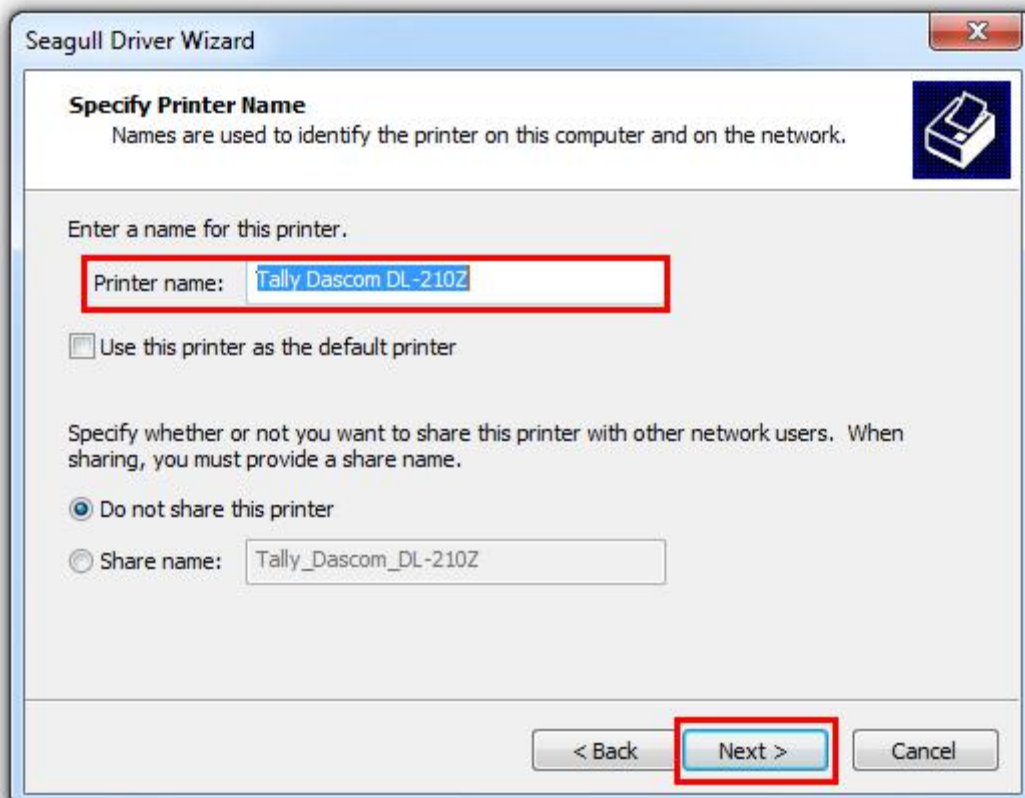 Seagull Driver Wizard
Specify Printer Name
Names are used to identify the printer on this computer and on the network.
Enter a name for this printer.
Printer name: Tally Dascom DL-210Z
Use this printer as the default printer
Specify whether or not you want to share this printer with other network users.  When
sharing, you must provide a share name.
Do not share this printer
Share name: Tally_Dascom_DL-210Z
< Back Next > Cancel